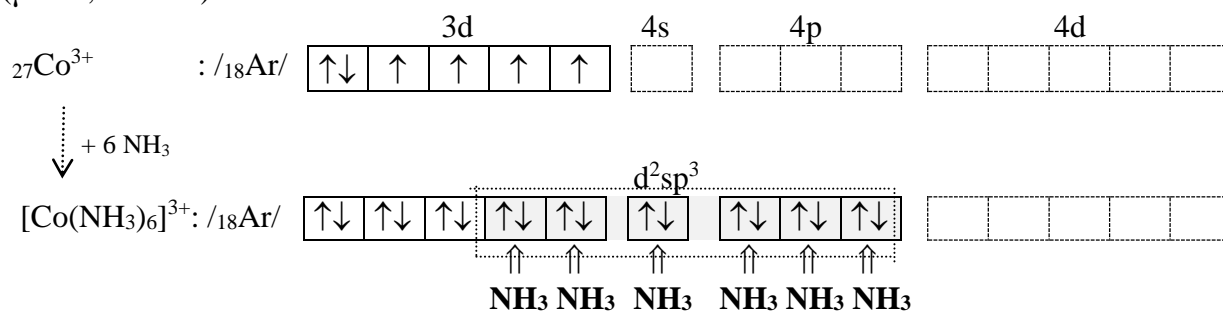 3d 4s 4p 4d
₂₇Co³⁺ : /₁₈Ar/ ↑↓ ↑ ↑ ↑ ↑
+ 6 NH₃
d²sp³
[Co(NH₃)₆]³⁺: /₁₈Ar/ ↑↓ ↑↓ ↑↓ ↑↓ ↑↓ ↑↓ ↑↓ ↑↓ ↑↓
⇑ ⇑ ⇑ ⇑ ⇑ ⇑
NH₃ NH₃ NH₃ NH₃ NH₃ NH₃